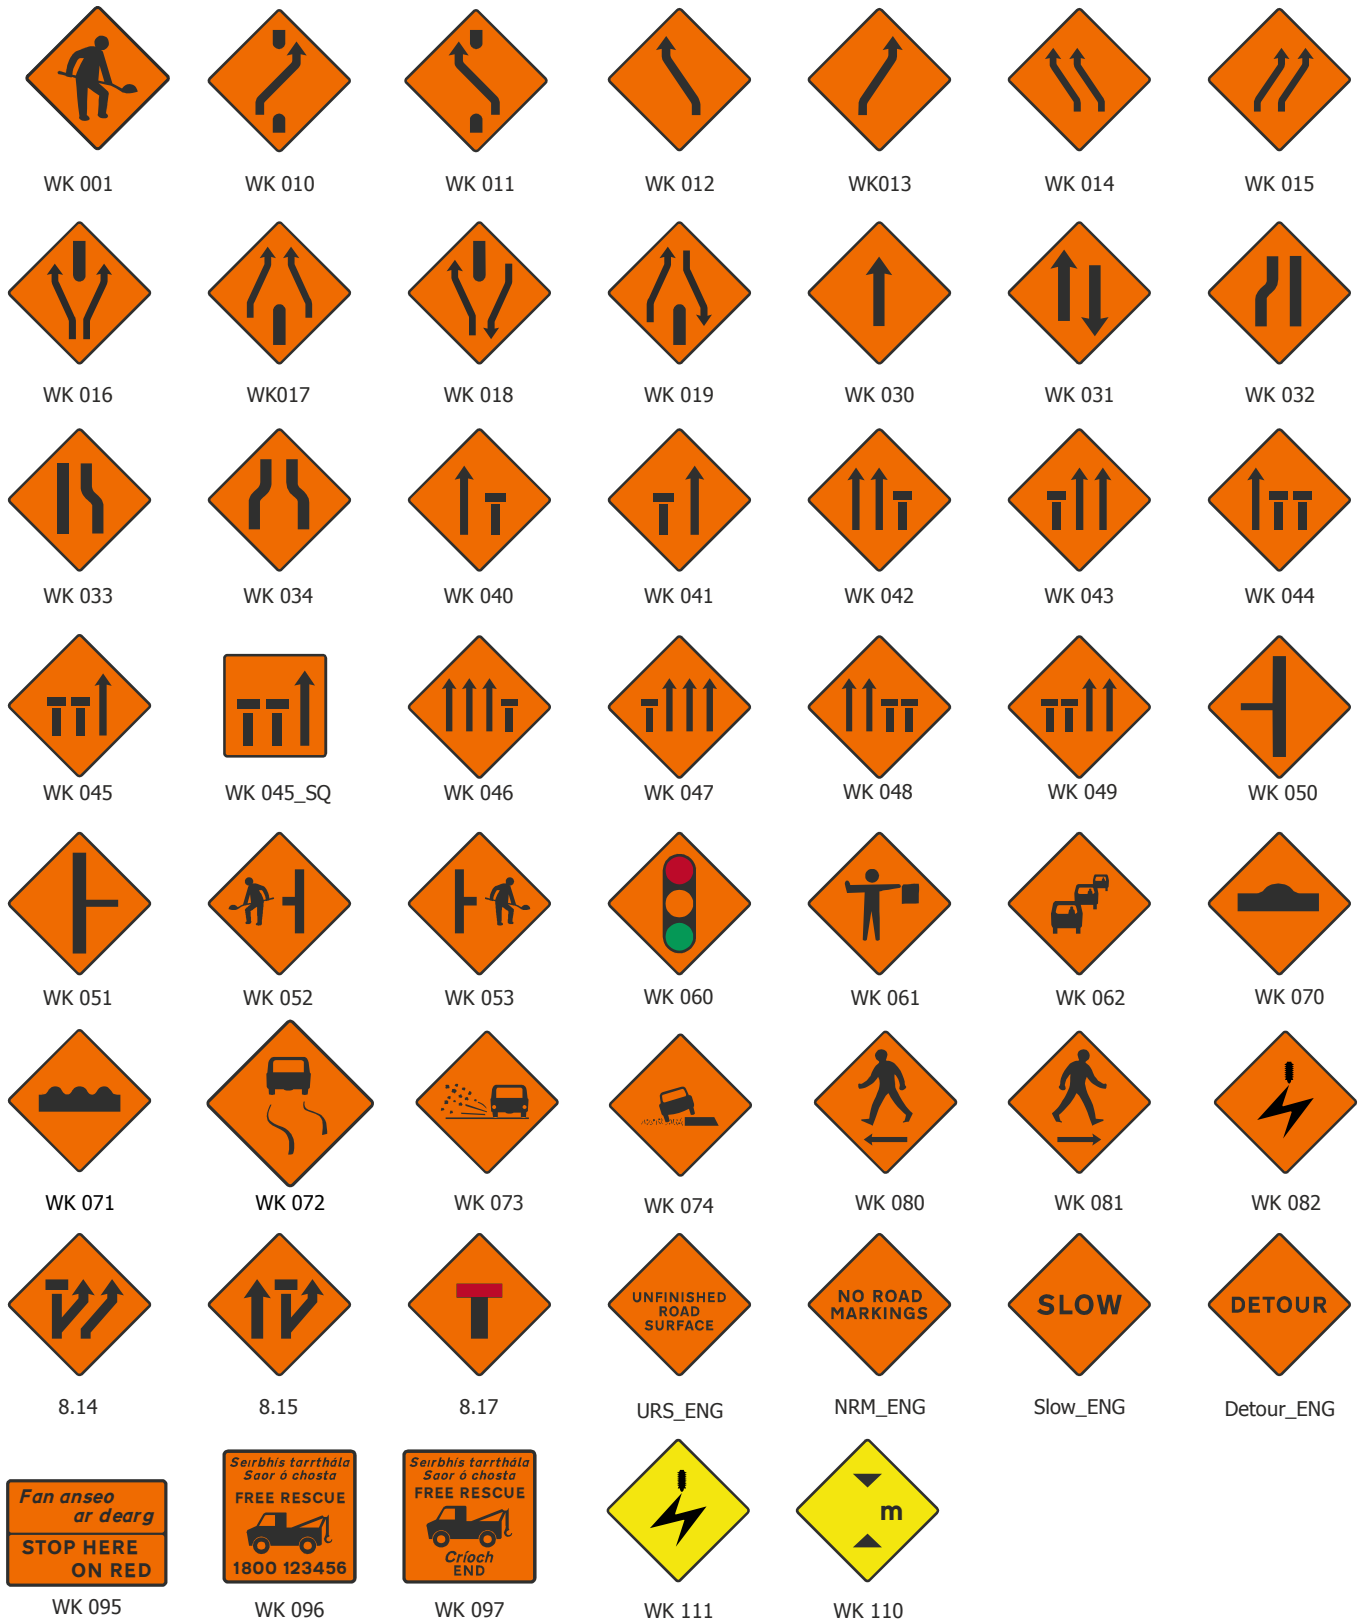 WK 001
WK 010
WK 011
WK 012
WK013
WK 014
WK 015
WK 016
WK017
WK 018
WK 019
WK 030
WK 031
WK 032
WK 033
WK 034
WK 040
WK 041
WK 042
WK 043
WK 044
WK 045
WK 045_SQ
WK 046
WK 047
WK 048
WK 049
WK 050
WK 051
WK 052
WK 053
WK 060
WK 061
WK 062
WK 070
WK 071
WK 072
WK 073
WK 074
WK 080
WK 081
WK 082
UNFINISHED
ROAD
SURFACE
NO ROAD
MARKINGS
SLOW
DETOUR
8.14
8.15
8.17
URS_ENG
NRM_ENG
Slow_ENG
Detour_ENG
Fan anseo
ar dearg
STOP HERE
ON RED
Seirbhís tarrthála
Saor ó chosta
FREE RESCUE
1800 123456
Seirbhís tarrthála
Saor ó chosta
FREE RESCUE
Críoch
END
m
WK 095
WK 096
WK 097
WK 111
WK 110